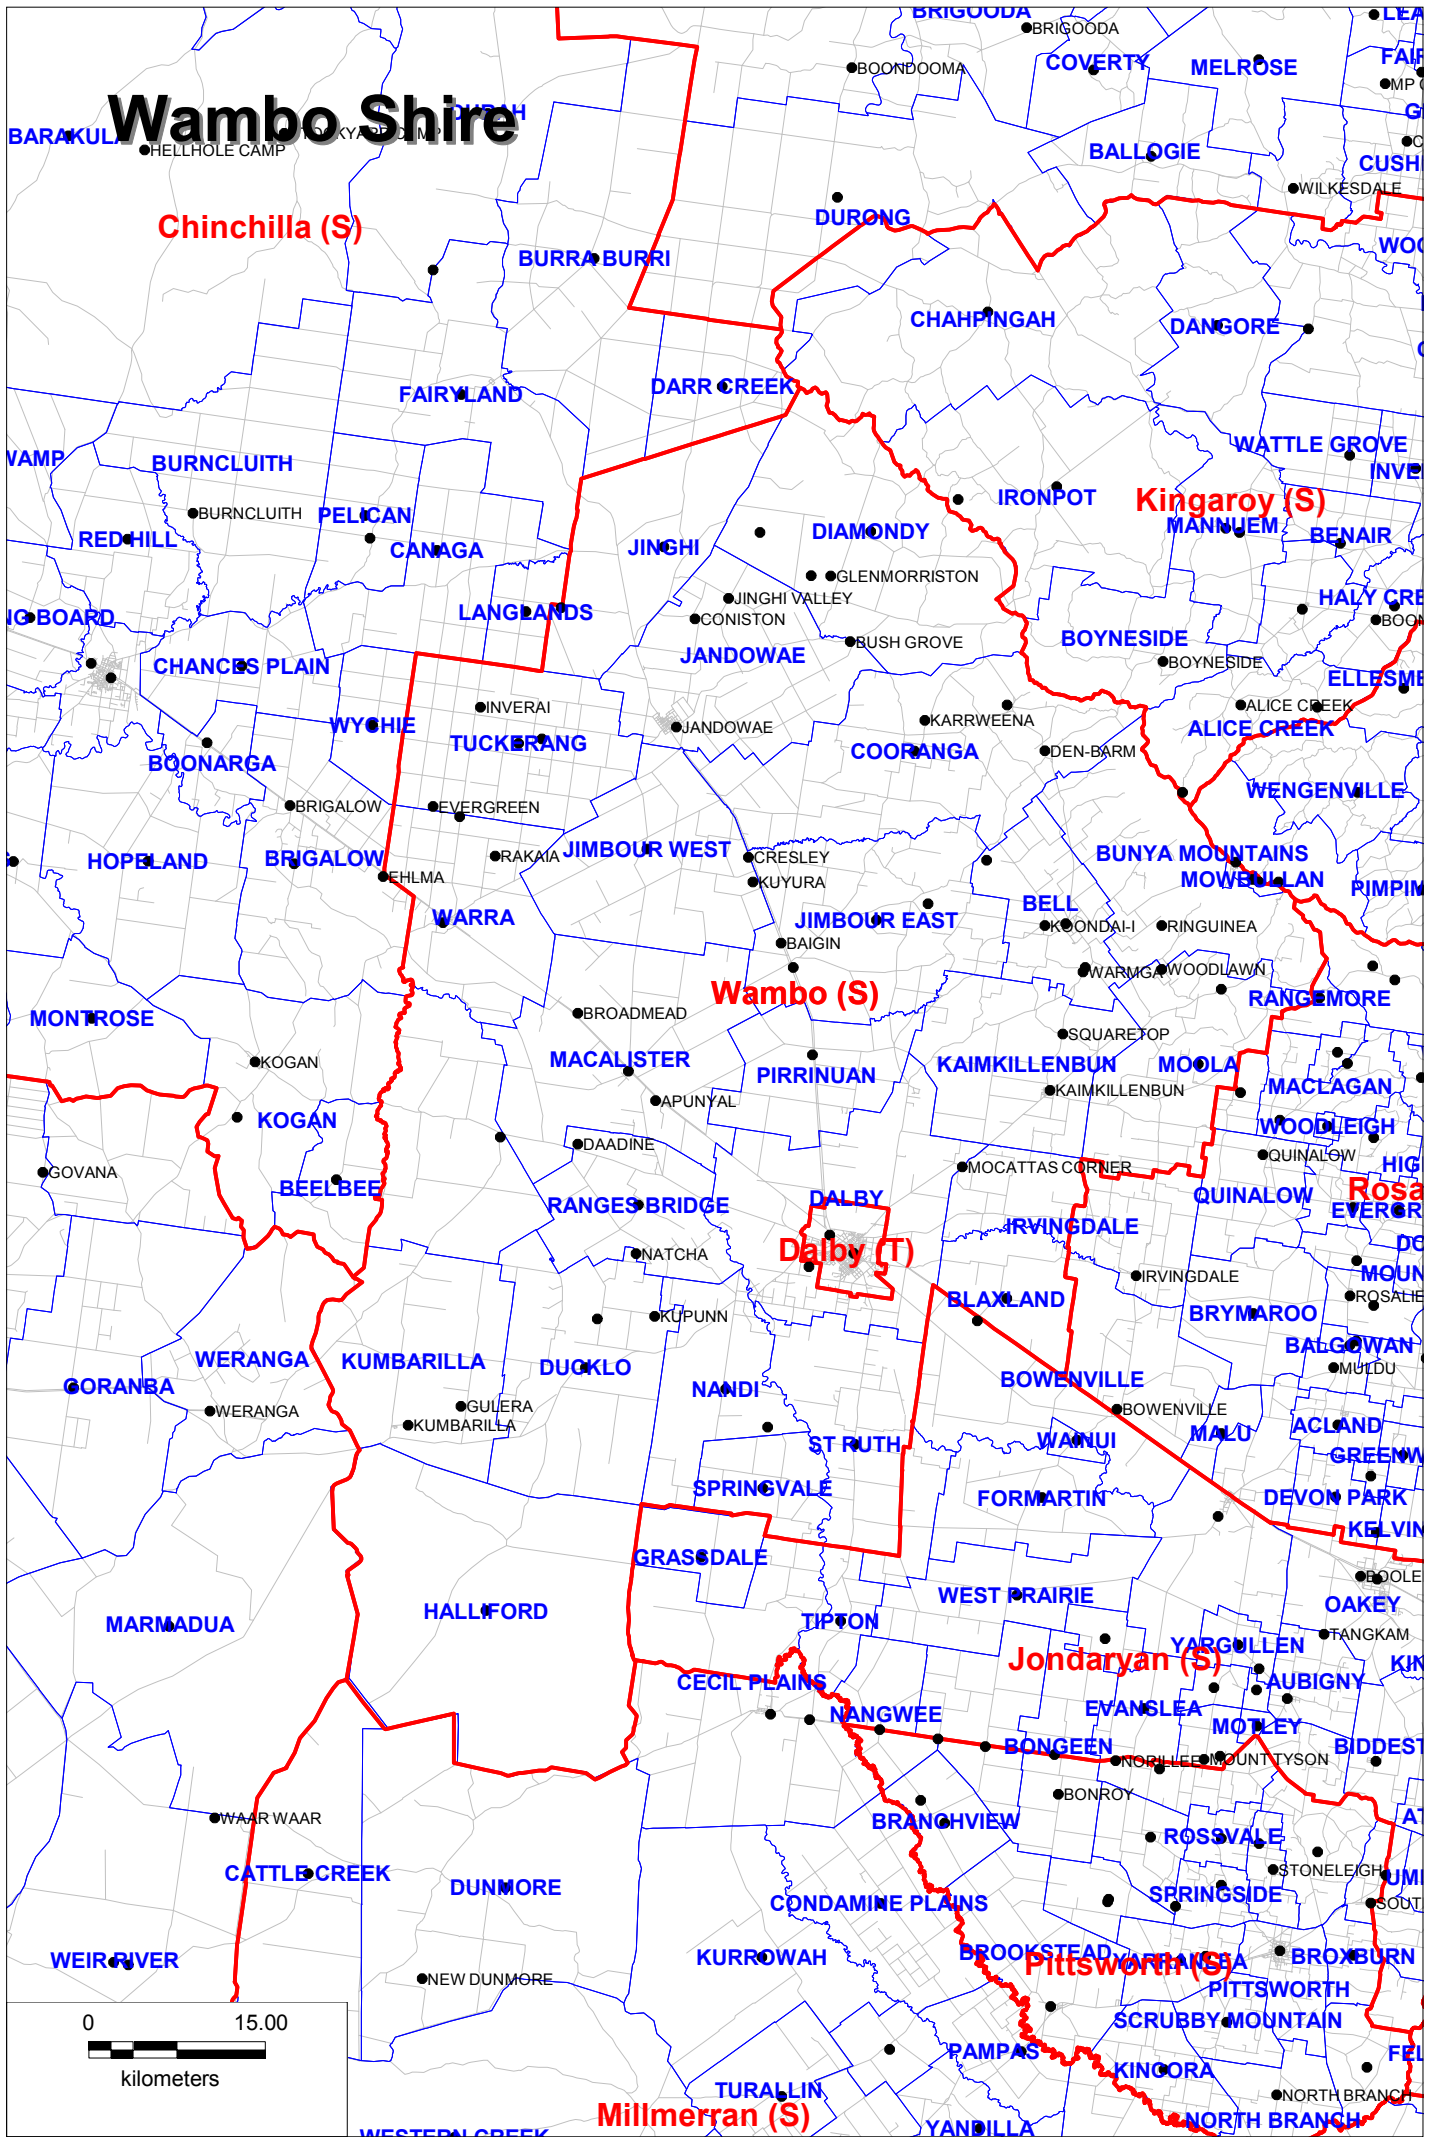 BRIGOODA
BRIGOODA
BOONDOOMA
COVERTY
MELROSE
Wambo Shire
BARAKULA
HELLHOLE CAMP
BALLOGIE
WILKESDALE
Chinchilla (S)
DURONG
BURRA BURRI
CHAHPINGAH
DANGORE
DARR CREEK
FAIRYLAND
WATTLE GROVE
BURNCLUITH
IRONPOT
Kingaroy (S)
BURNCLUITH
PELICAN
MANNUEM
DIAMONDY
BENAIR
RED HILL
CANAGA
JINGHI
GLENMORRISTON
JINGHI VALLEY
LANGLANDS
CONISTON
BUSH GROVE
BOYNESIDE
JANDOWAE
BOYNESIDE
CHANCES PLAIN
INVERAI
ALICE CREEK
WYCHIE
JANDOWAE
KARRWEENA
ALICE CREEK
TUCKERANG
COORANGA
DEN-BARM
BOONARGA
WENGENVILLE
BRIGALOW
EVERGREEN
HOPELAND
BRIGALOW
RAKAIA
JIMBOUR WEST
CRESLEY
BUNYA MOUNTAINS
EHLMA
KUYURA
MOWBULLAN
WARRA
JIMBOUR EAST
BELL
KOONDAI-I
RINGUINEA
BAIGIN
WARMGA
WOODLAWN
Wambo (S)
RANGEMORE
MONTROSE
BROADMEAD
SQUARETOP
KOGAN
MACALISTER
PIRRINUAN
KAIMKILLENBUN
MOOLA
MACLAGAN
APUNYAL
KAIMKILLENBUN
KOGAN
DAADINE
WOODLEIGH
QUINALOW
GOVANA
MOCATTAS CORNER
BEELBEE
RANGES BRIDGE
DALBY
QUINALOW
IRVINGDALE
NATCHA
Dalby (T)
IRVINGDALE
BLAXLAND
KUPUNN
BRYMAROO
BALGOWAN
WERANGA
KUMBARILLA
DUCKLO
MULDU
GORANBA
NANDI
BOWENVILLE
WERANGA
GULERA
BOWENVILLE
KUMBARILLA
ST RUTH
WAINUI
MALU
ACLAND
SPRINGVALE
FORMARTIN
DEVON PARK
GRASSDALE
WEST PRAIRIE
HALLIFORD
OAKEY
MARMADUA
TIPTON
TANGKAM
YARGULLEN
Jondaryan (S)
CECIL PLAINS
AUBIGNY
NANGWEE
EVANSLEA
MOTLEY
BONGEEN
NORILLEE
MOUNT TYSON
BONROY
WAAR WAAR
BRANCHVIEW
ROSSVALE
CATTLE CREEK
STONELEIGH
DUNMORE
CONDAMINE PLAINS
SPRINGSIDE
WEIR RIVER
KURROWAH
BROOKSTEAD
YARRANLEA
BROXBURN
Pittsworth (S)
NEW DUNMORE
PITTSWORTH
0 15.00
kilometers
SCRUBBY MOUNTAIN
PAMPAS
KINCORA
TURALLIN
NORTH BRANCH
Millmerran (S)
NORTH BRANCH
YANDILLA